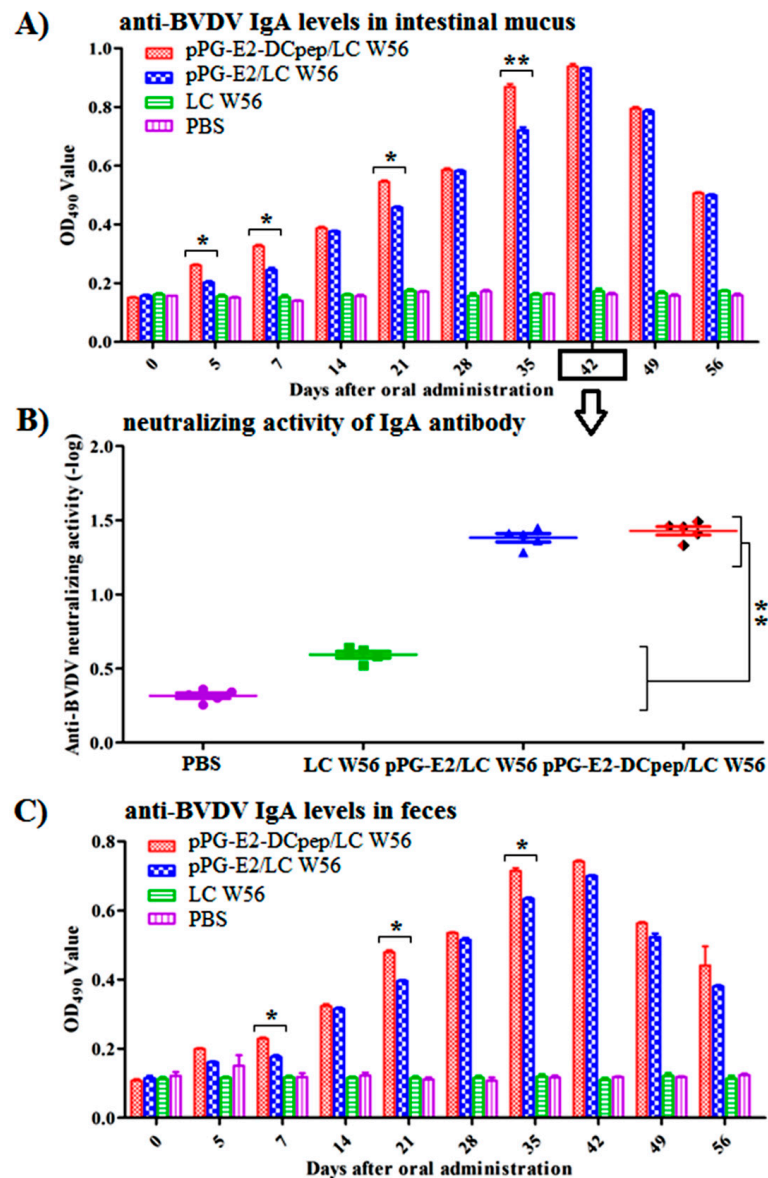 A) anti-BVDV IgA levels in intestinal mucus
pPG-E2-DCpep/LC W56
pPG-E2/LC W56
LC W56
PBS
OD490 Value
1.0
0.8
0.6
0.4
0.2
0.0
*
*
*
**
0 5 7 14 21 28 35 42 49 56
Days after oral administration
B) neutralizing activity of IgA antibody
Anti-BVDV neutralizing activity (-log)
2.0
1.5
1.0
0.5
0.0
**
PBS LC W56 pPG-E2/LC W56 pPG-E2-DCpep/LC W56
C) anti-BVDV IgA levels in feces
pPG-E2-DCpep/LC W56
pPG-E2/LC W56
LC W56
PBS
OD490 Value
0.8
0.6
0.4
0.2
0.0
*
*
*
0 5 7 14 21 28 35 42 49 56
Days after oral administration